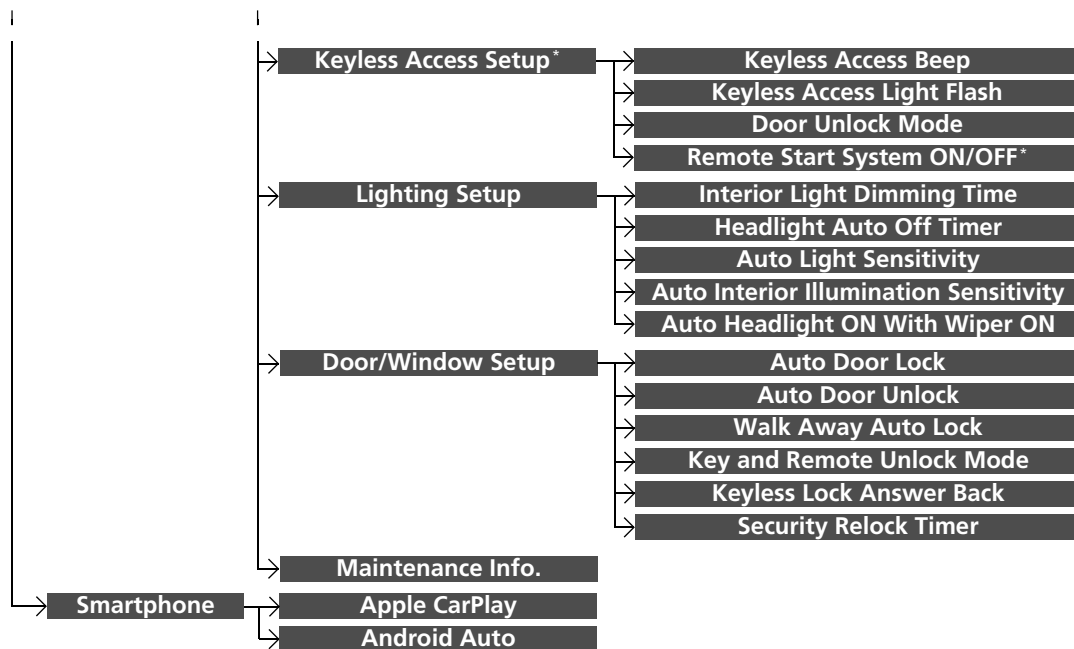 Keyless Access Setup*
Keyless Access Beep
Keyless Access Light Flash
Door Unlock Mode
Remote Start System ON/OFF*
Lighting Setup
Interior Light Dimming Time
Headlight Auto Off Timer
Auto Light Sensitivity
Auto Interior Illumination Sensitivity
Auto Headlight ON With Wiper ON
Door/Window Setup
Auto Door Lock
Auto Door Unlock
Walk Away Auto Lock
Key and Remote Unlock Mode
Keyless Lock Answer Back
Security Relock Timer
Maintenance Info.
Smartphone
Apple CarPlay
Android Auto